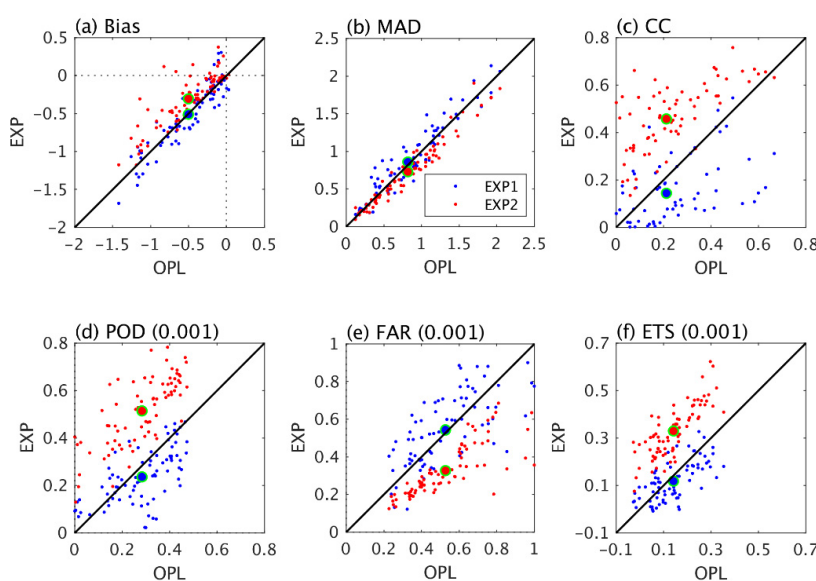 (a) Bias
0.5
0
−0.5
−1
−1.5
−2
EXP
−2 −1.5 −1 −0.5 0 0.5
OPL
(b) MAD
2.5
2
1.5
1
0.5
0
EXP
EXP1
EXP2
0 0.5 1 1.5 2 2.5
OPL
(c) CC
0.8
0.6
0.4
0.2
0
EXP
0 0.2 0.4 0.6 0.8
OPL
(d) POD (0.001)
0.8
0.6
0.4
0.2
0
EXP
0 0.2 0.4 0.6 0.8
OPL
(e) FAR (0.001)
1
0.8
0.6
0.4
0.2
0
EXP
0 0.2 0.4 0.6 0.8 1
OPL
(f) ETS (0.001)
0.7
0.5
0.3
0.1
−0.1
EXP
−0.1 0.1 0.3 0.5 0.7
OPL